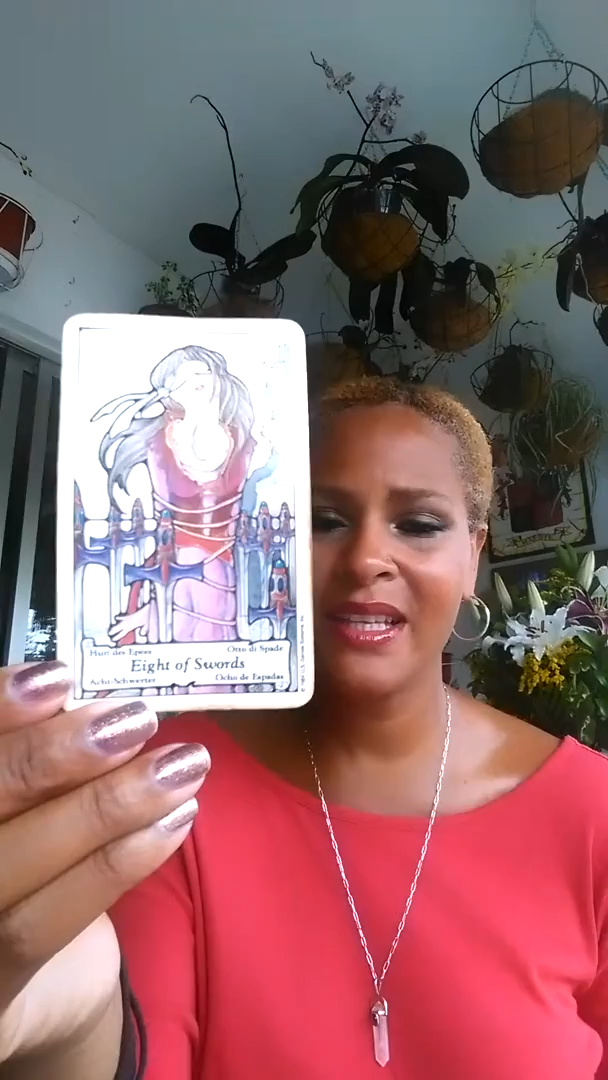 Huit des Epees
Otto di Spade
Eight of Swords
Acht-Schwerter
Ocho de Espadas